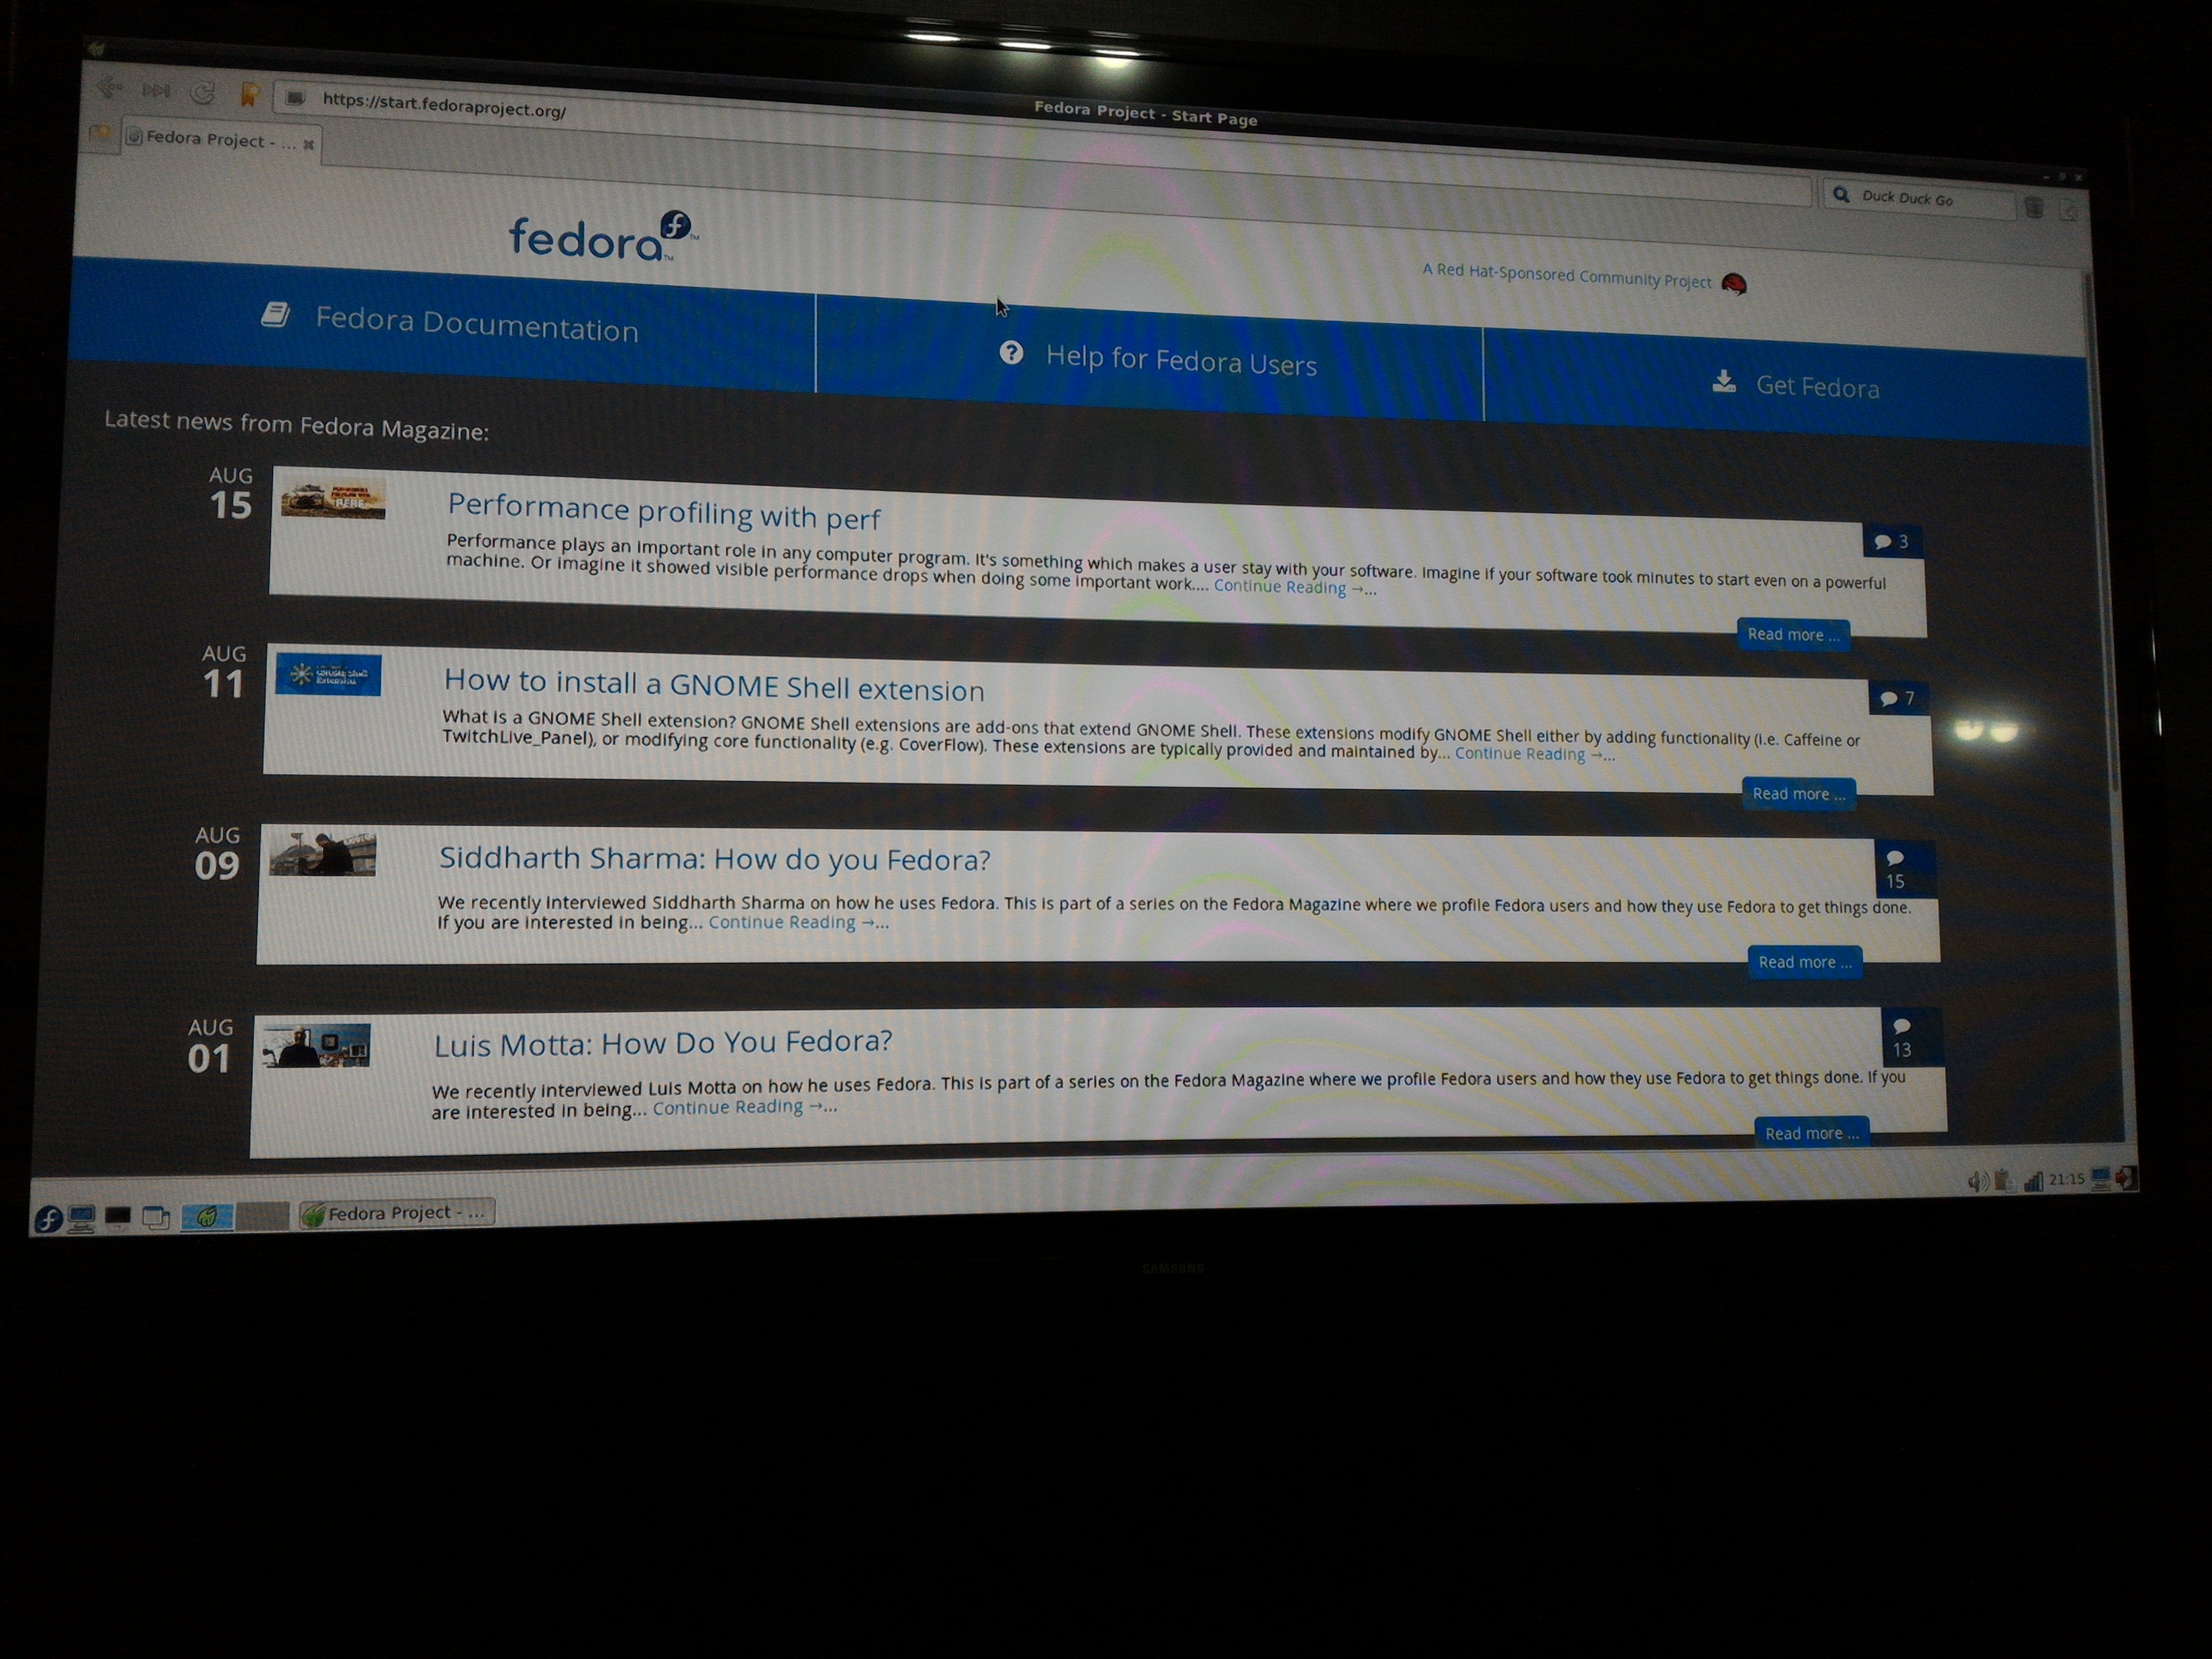 Fedora Project - Start Page
https://start.fedoraproject.org/
Duck Duck Go
Fedora Project - ...
fedora
A Red Hat-Sponsored Community Project
Fedora Documentation
Help for Fedora Users
Get Fedora
Latest news from Fedora Magazine:
AUG
15
Performance profiling with perf
3
Performance plays an important role in any computer program. It's something which makes a user stay with your software. Imagine if your software took minutes to start even on a powerful
machine. Or imagine it showed visible performance drops when doing some important work.... Continue Reading →...
Read more ...
AUG
11
How to install a GNOME Shell extension
7
What is a GNOME Shell extension? GNOME Shell extensions are add-ons that extend GNOME Shell. These extensions modify GNOME Shell either by adding functionality (i.e. Caffeine or
TwitchLive_Panel), or modifying core functionality (e.g. CoverFlow). These extensions are typically provided and maintained by... Continue Reading →...
Read more ...
AUG
09
Siddharth Sharma: How do you Fedora?
15
We recently interviewed Siddharth Sharma on how he uses Fedora. This is part of a series on the Fedora Magazine where we profile Fedora users and how they use Fedora to get things done.
If you are interested in being... Continue Reading →...
Read more ...
AUG
01
Luis Motta: How Do You Fedora?
13
We recently interviewed Luis Motta on how he uses Fedora. This is part of a series on the Fedora Magazine where we profile Fedora users and how they use Fedora to get things done. If you
are interested in being... Continue Reading →...
Read more ...
Fedora Project - ...
21:15
SAMSUNG